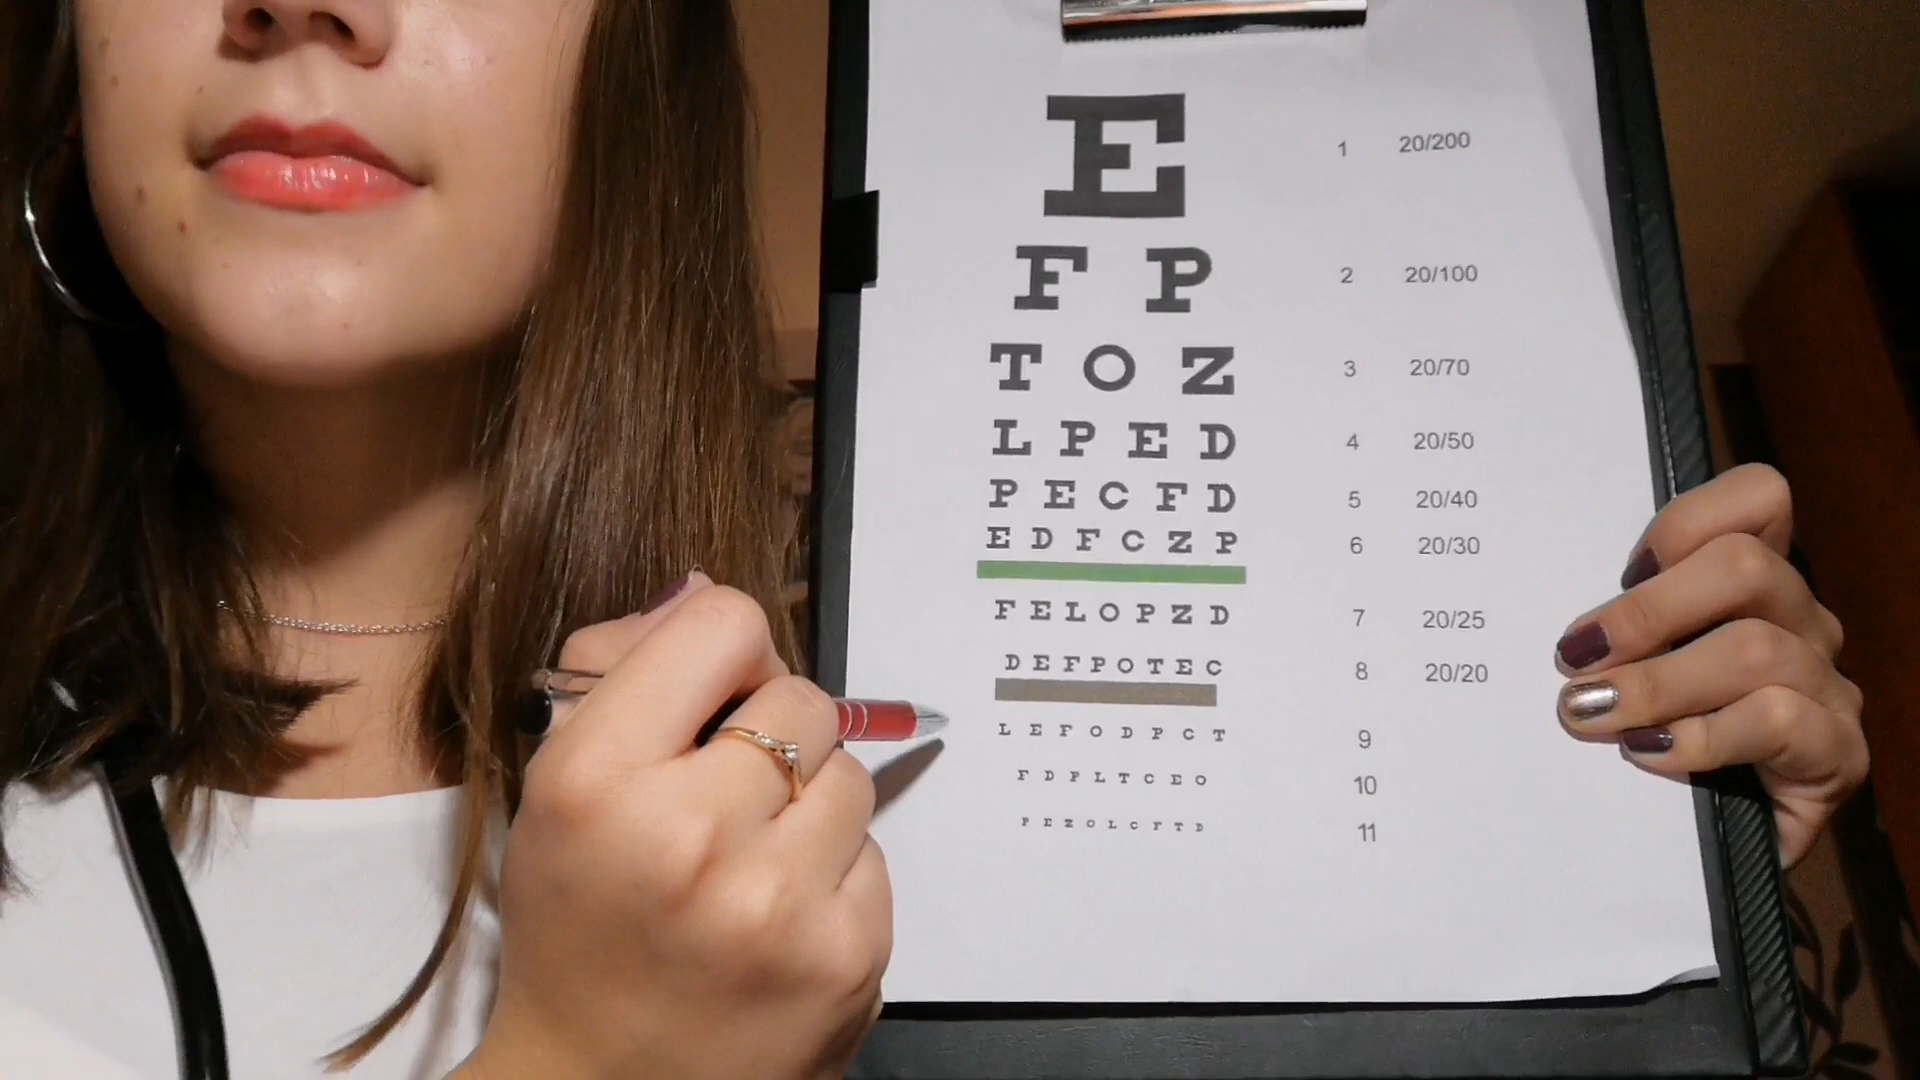 E 1 20/200
F P 2 20/100
T O Z 3 20/70
L P E D 4 20/50
P E C F D 5 20/40
E D F C Z P 6 20/30
F E L O P Z D 7 20/25
D E F P O T E C 8 20/20
L E F O D P C T 9
F D P L T C E O 10
P E Z O L C F T D 11